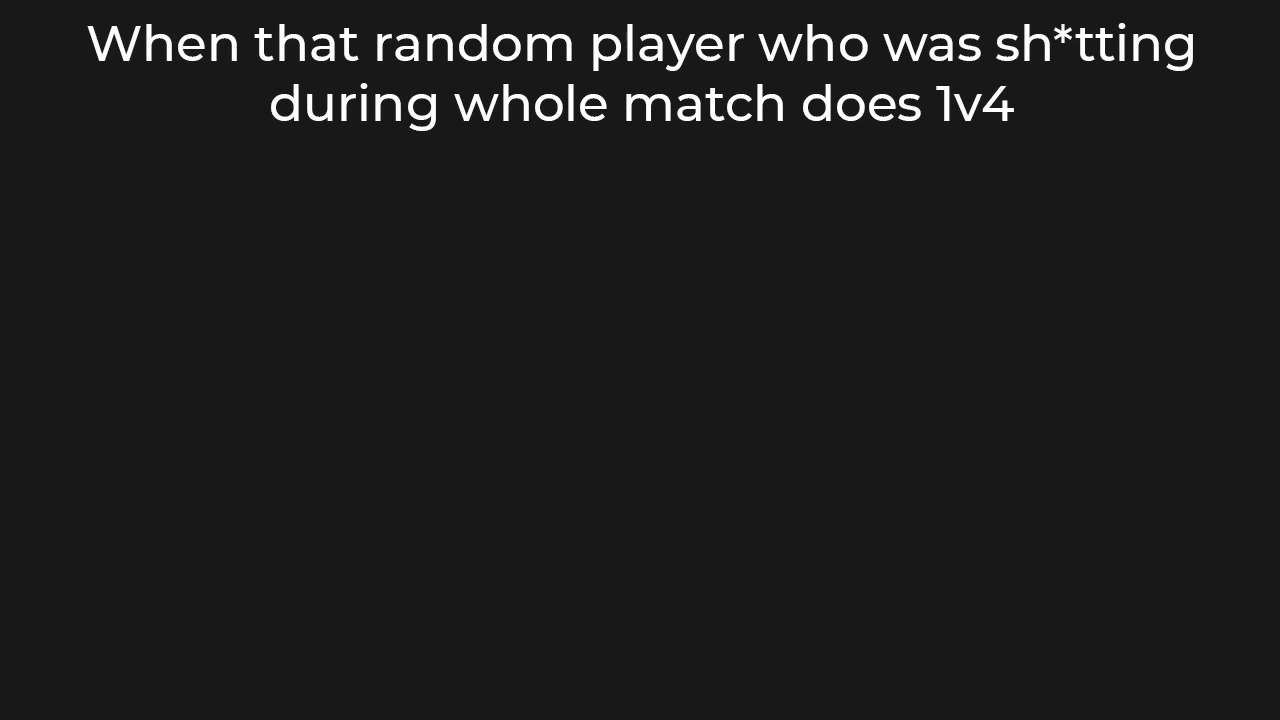 When that random player who was sh*tting
during whole match does 1v4